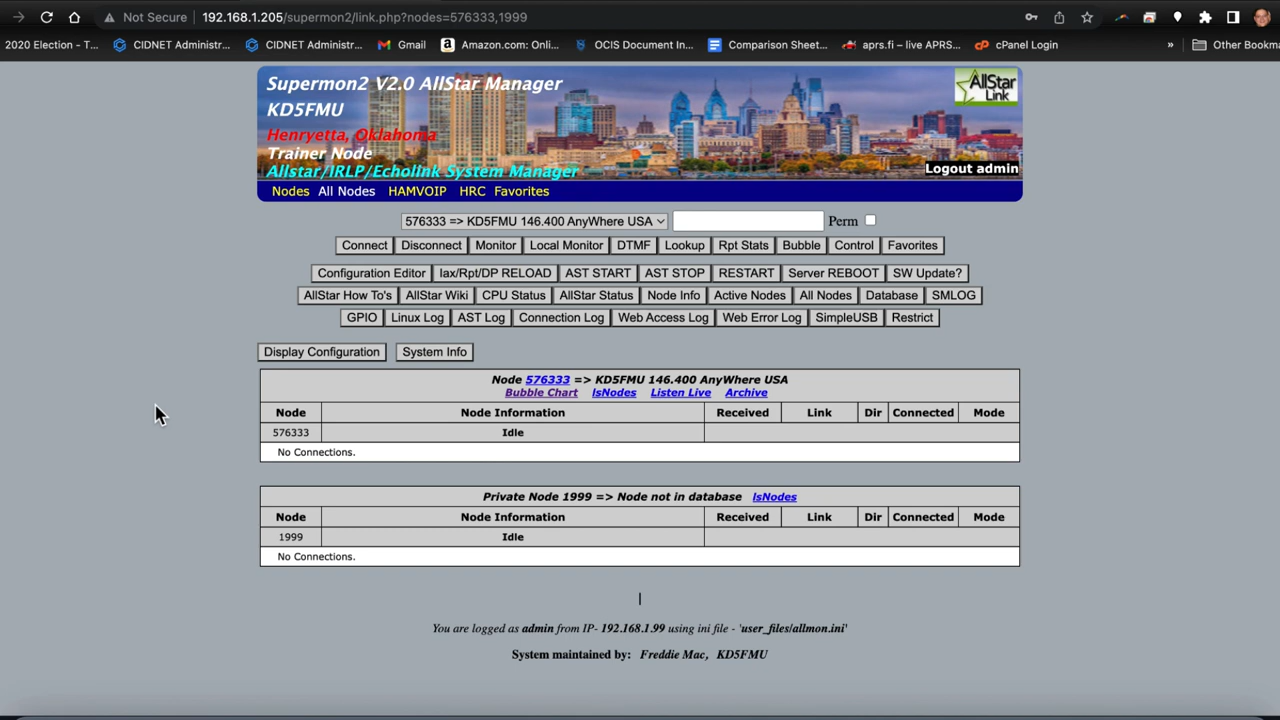 Not Secure 192.168.1.205/supermon2/link.php?nodes=576333,1999
2020 Election - T... CIDNET Administr... CIDNET Administr... Gmail Amazon.com: Onli... OCIS Document In... Comparison Sheet... aprs.fi – live APRS... cPanel Login » Other Bookma
Supermon2 V2.0 AllStar Manager
AllStar
Link
KD5FMU
Henryetta, Oklahoma
Trainer Node
Allstar/IRLP/Echolink System Manager
Logout admin
Nodes All Nodes HAMVOIP HRC Favorites
576333 => KD5FMU 146.400 AnyWhere USA Perm
Connect Disconnect Monitor Local Monitor DTMF Lookup Rpt Stats Bubble Control Favorites
Configuration Editor Iax/Rpt/DP RELOAD AST START AST STOP RESTART Server REBOOT SW Update?
AllStar How To's AllStar Wiki CPU Status AllStar Status Node Info Active Nodes All Nodes Database SMLOG
GPIO Linux Log AST Log Connection Log Web Access Log Web Error Log SimpleUSB Restrict
Display Configuration System Info
Node 576333 => KD5FMU 146.400 AnyWhere USA
Bubble Chart lsNodes Listen Live Archive
Node Node Information Received Link Dir Connected Mode
576333 Idle
No Connections.
Private Node 1999 => Node not in database lsNodes
Node Node Information Received Link Dir Connected Mode
1999 Idle
No Connections.
|
You are logged as admin from IP- 192.168.1.99 using ini file - 'user_files/allmon.ini'
System maintained by: Freddie Mac, KD5FMU